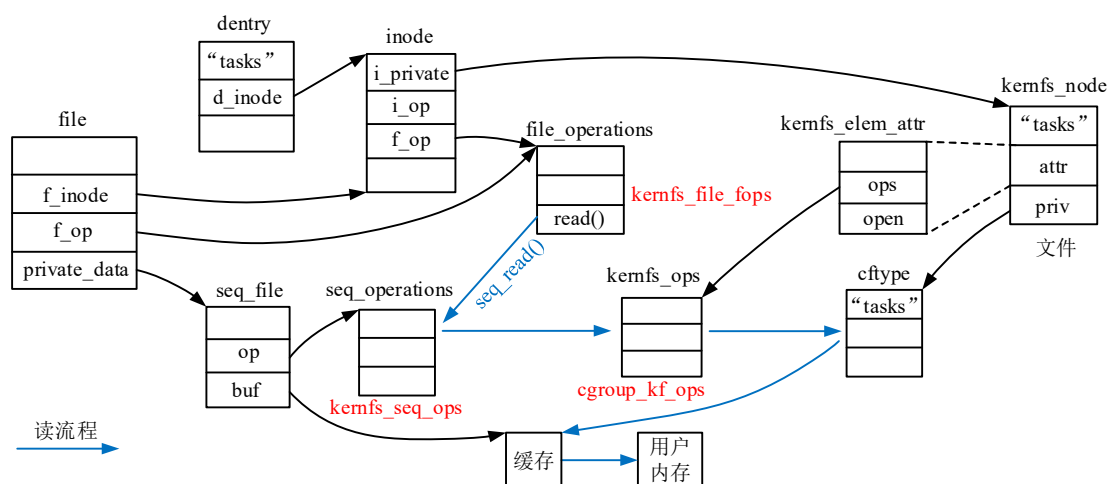 dentry
“tasks”
d_inode
inode
i_private
i_op
f_op
file
f_inode
f_op
private_data
file_operations
read()
kernfs_file_fops
kernfs_elem_attr
ops
open
kernfs_node
“tasks”
attr
priv
文件
seq_read()
seq_file
op
buf
seq_operations
kernfs_seq_ops
kernfs_ops
cgroup_kf_ops
cftype
“tasks”
读流程
缓存
用户
内存